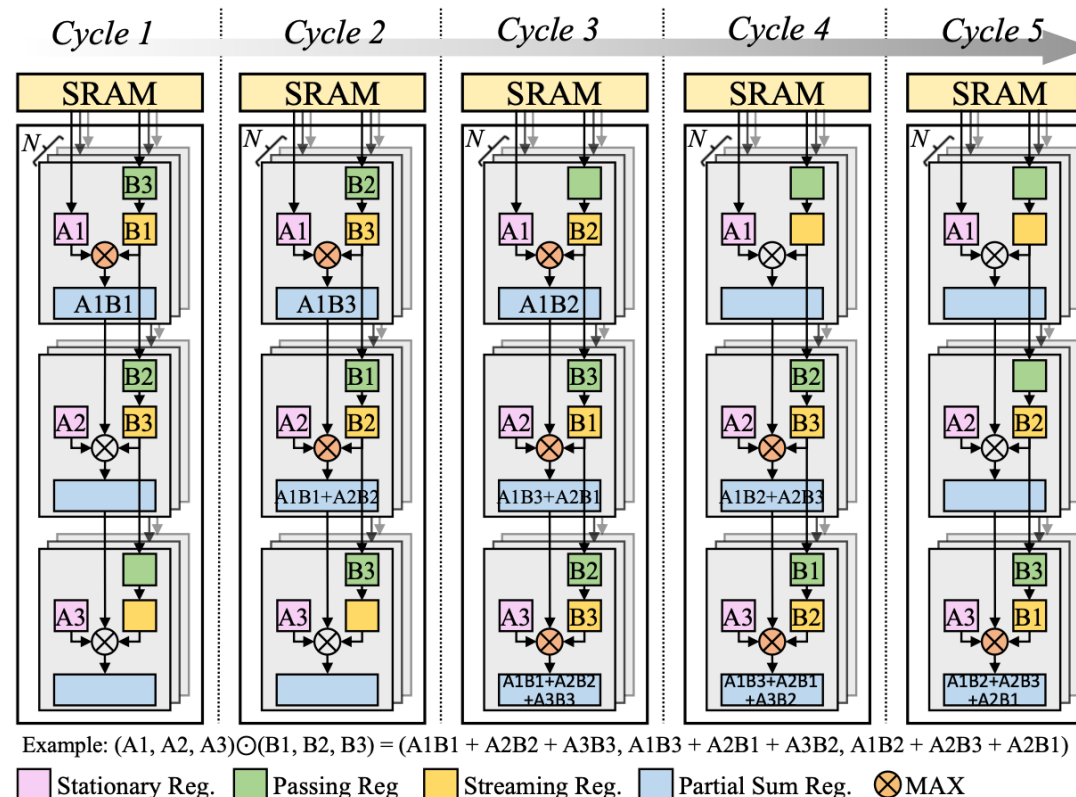 Cycle 1 Cycle 2 Cycle 3 Cycle 4 Cycle 5
SRAM SRAM SRAM SRAM SRAM
N N N N N
B3 B2
A1 B1 A1 B3 A1 B2 A1 A1
A1B1 A1B3 A1B2
B2 B1 B3 B2
A2 B3 A2 B2 A2 B1 A2 B3 A2 B2
A1B1+A2B2 A1B3+A2B1 A1B2+A2B3
B3 B2 B1 B3
A3 A3 A3 B3 A3 B2 A3 B1
A1B1+A2B2 A1B3+A2B1 A1B2+A2B3
+A3B3 +A3B2 +A2B1
Example: (A1, A2, A3)⊙(B1, B2, B3) = (A1B1 + A2B2 + A3B3, A1B3 + A2B1 + A3B2, A1B2 + A2B3 + A2B1)
Stationary Reg. Passing Reg Streaming Reg. Partial Sum Reg. MAX